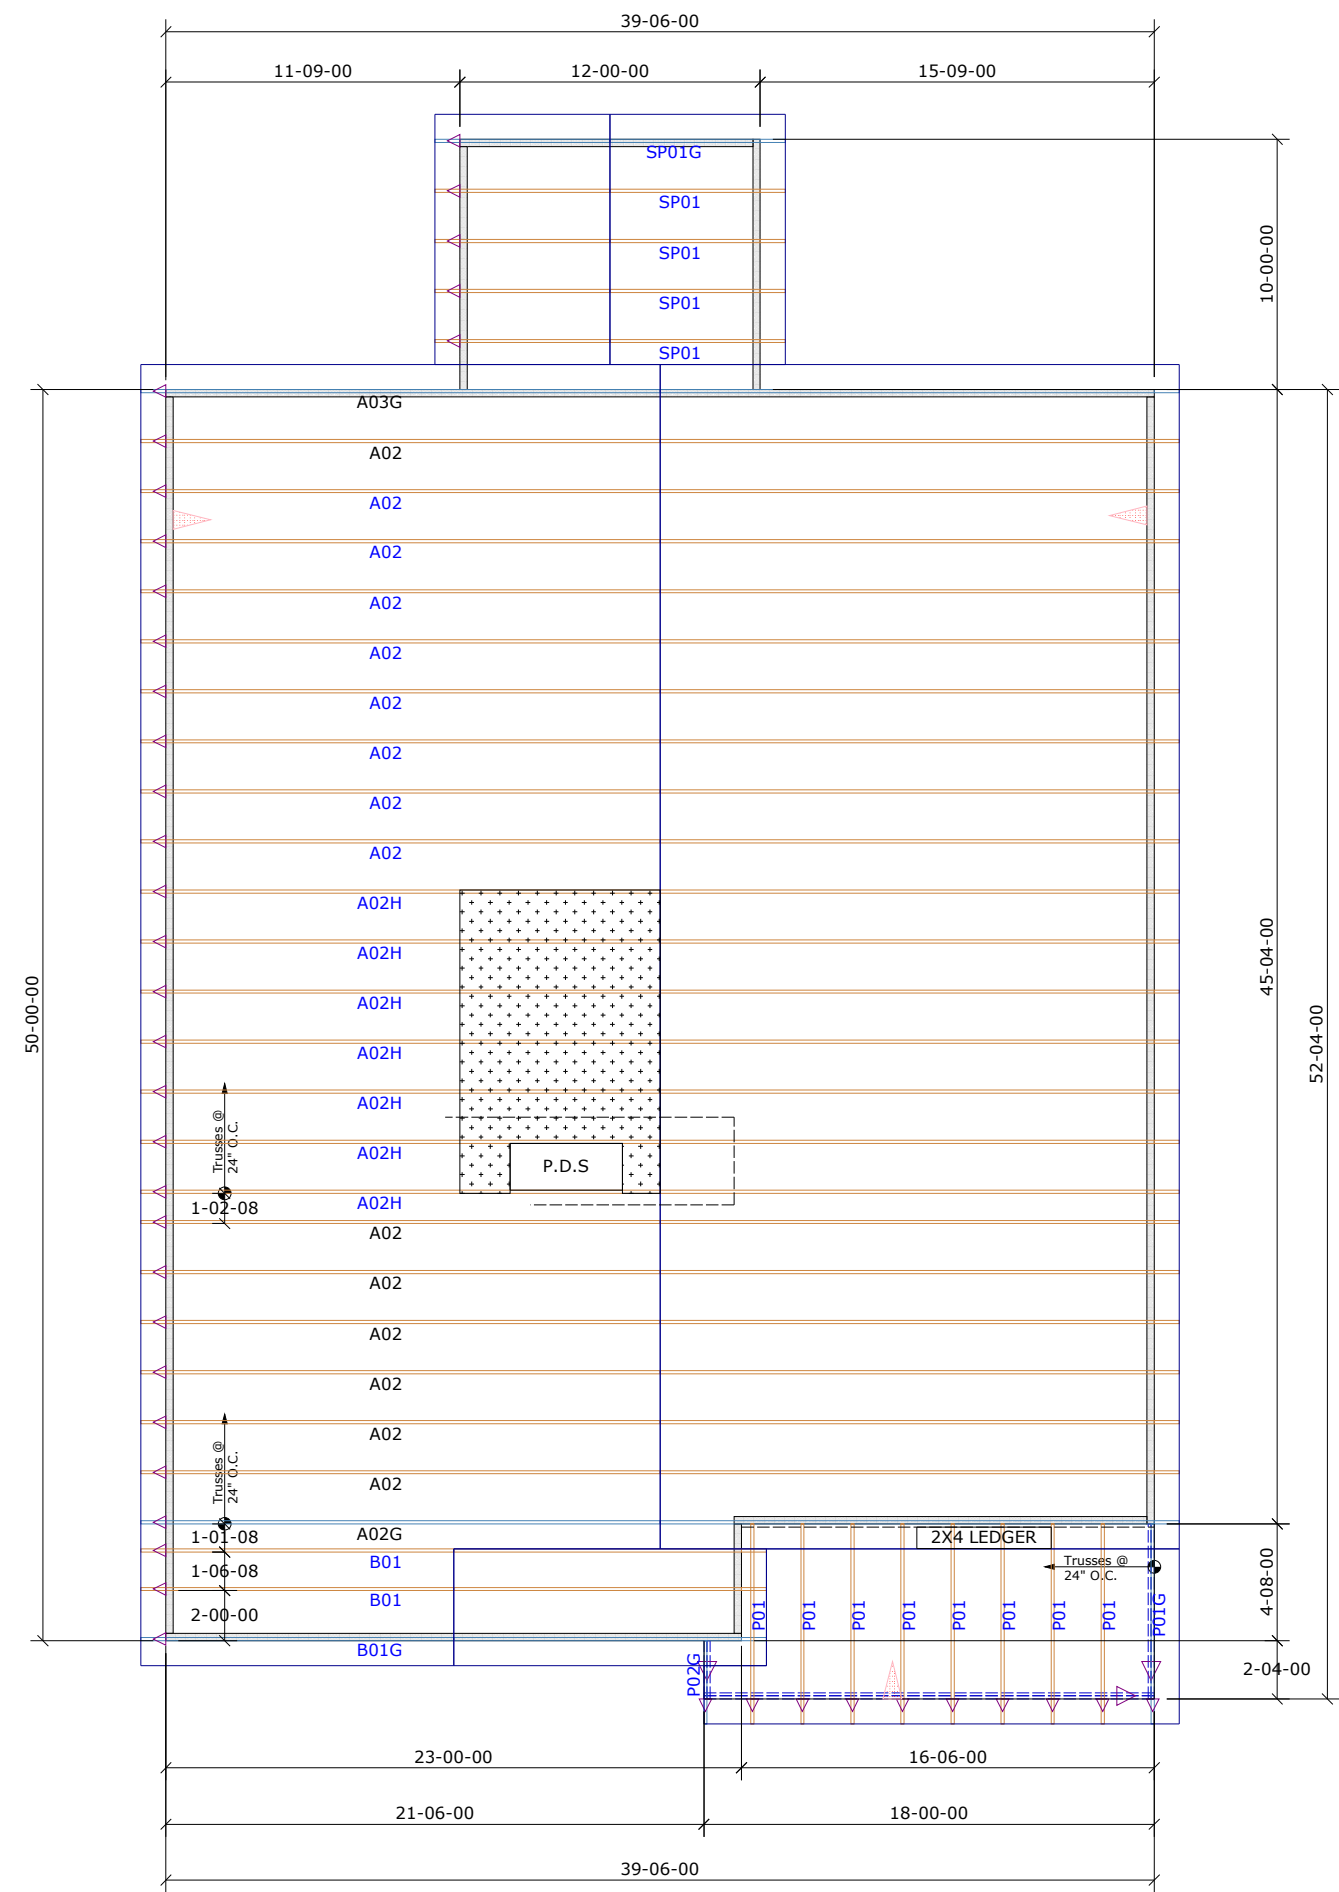 39-06-00
11-09-00
12-00-00
15-09-00
SP01G
SP01
SP01
SP01
SP01
10-00-00
A03G
A02
A02
A02
A02
A02
A02
A02
A02
A02
A02H
A02H
A02H
A02H
A02H
A02H
A02H
P.D.S
Trusses @
24" O.C.
1-02-08
50-00-00
45-04-00
52-04-00
A02
A02
A02
A02
A02
A02
Trusses @
24" O.C.
A02G
1-01-08
B01
1-06-08
B01
2-00-00
B01G
2X4 LEDGER
Trusses @
24" O.C.
P01
P01
P01
P01
P01
P01
P01
P01
P01G
P02G
4-08-00
2-04-00
23-00-00
16-06-00
21-06-00
18-00-00
39-06-00